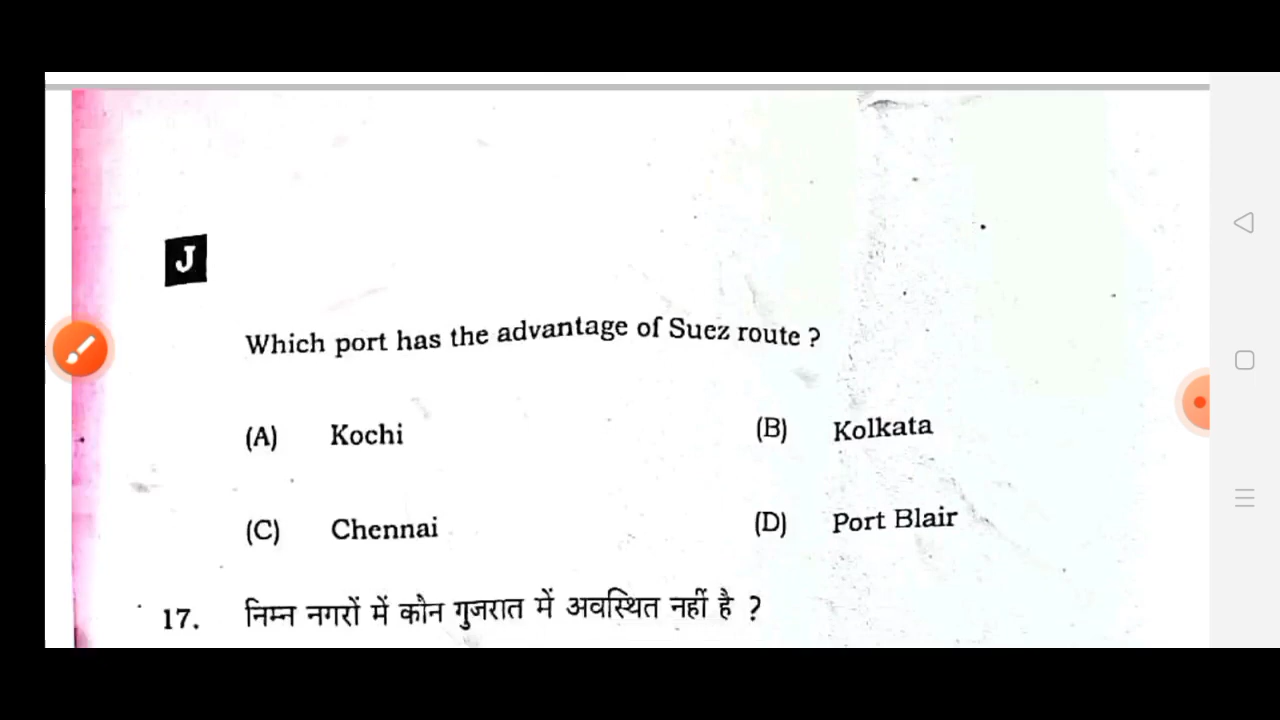 J
Which port has the advantage of Suez route ?
(A) Kochi (B) Kolkata
(C) Chennai (D) Port Blair
17. निम्न नगरों में कौन गुजरात में अवस्थित नहीं है ?